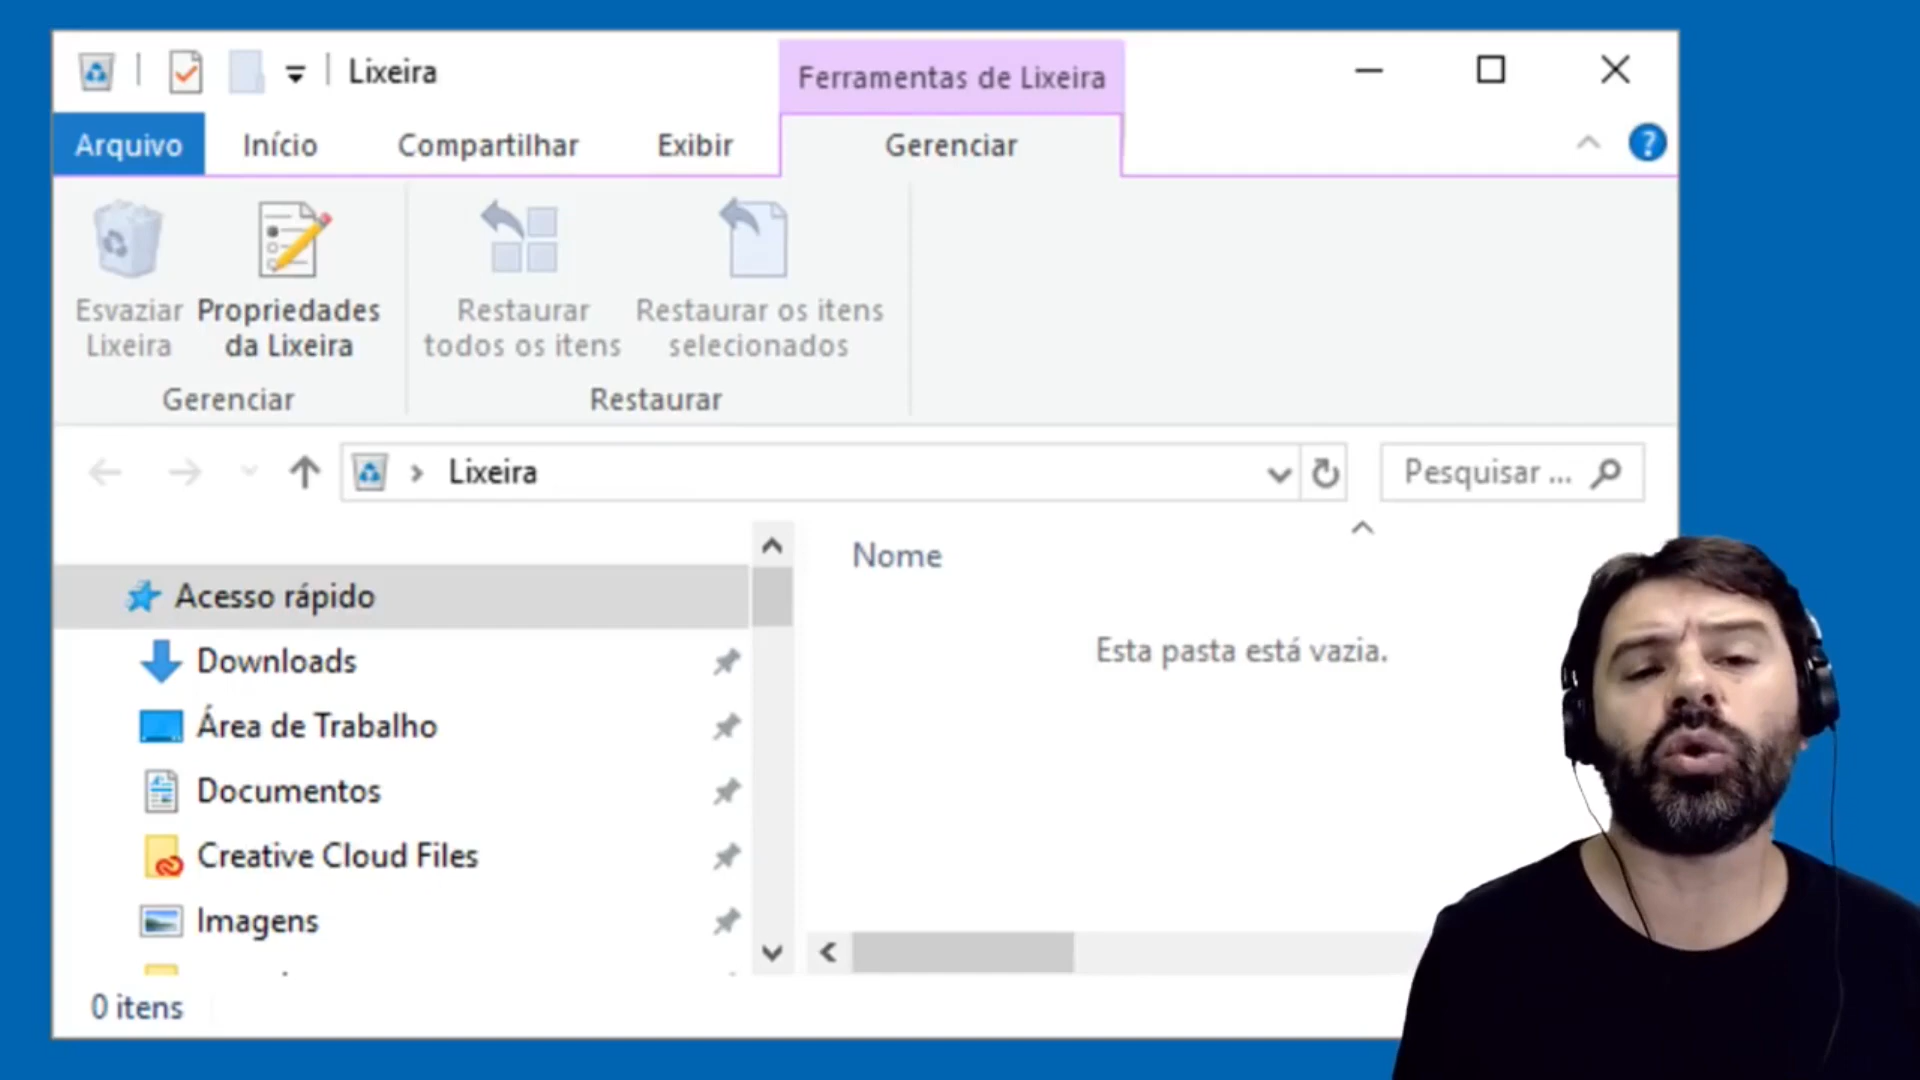 Lixeira
Ferramentas de Lixeira
Arquivo
Início
Compartilhar
Exibir
Gerenciar
?
Esvaziar
Lixeira
Propriedades
da Lixeira
Restaurar
todos os itens
Restaurar os itens
selecionados
Gerenciar
Restaurar
Lixeira
Pesquisar ...
Nome
Acesso rápido
Esta pasta está vazia.
Downloads
Área de Trabalho
Documentos
Creative Cloud Files
Imagens
0 itens